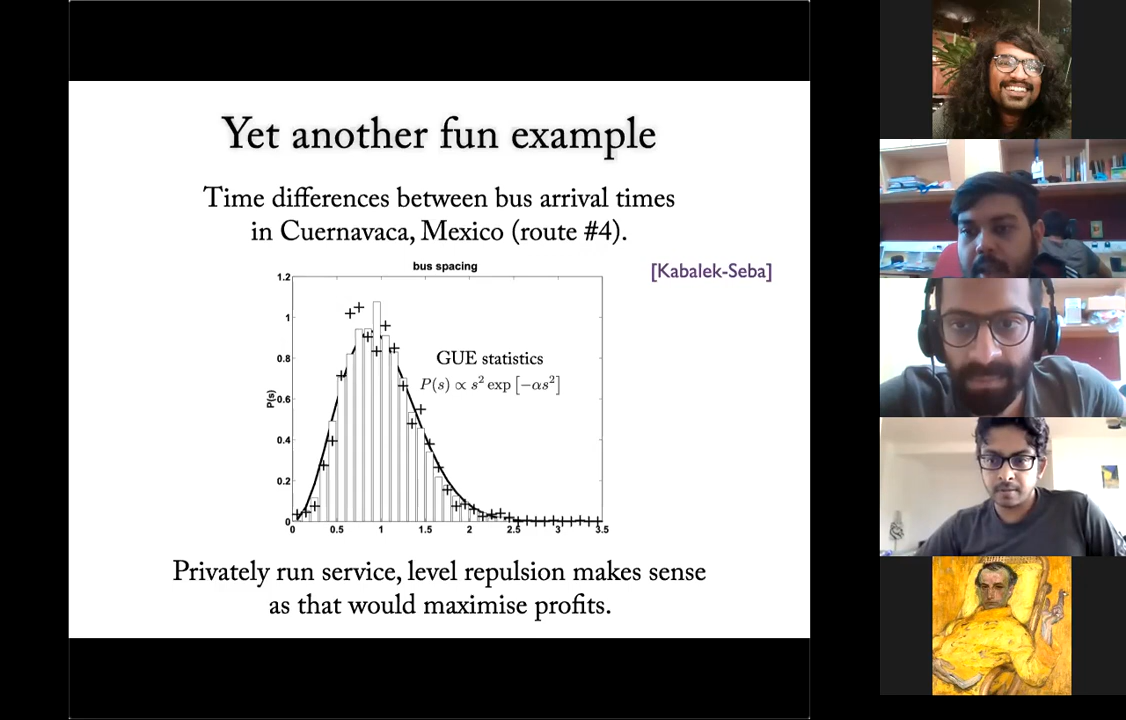 Yet another fun example
Time differences between bus arrival times
in Cuernavaca, Mexico (route #4).
[Kabalek-Seba]
bus spacing
1.2
1
0.8
0.6
0.4
0.2
0
P(s)
GUE statistics
P(s) ∝ s² exp [−αs²]
0 0.5 1 1.5 2 2.5 3 3.5
Privately run service, level repulsion makes sense
as that would maximise profits.